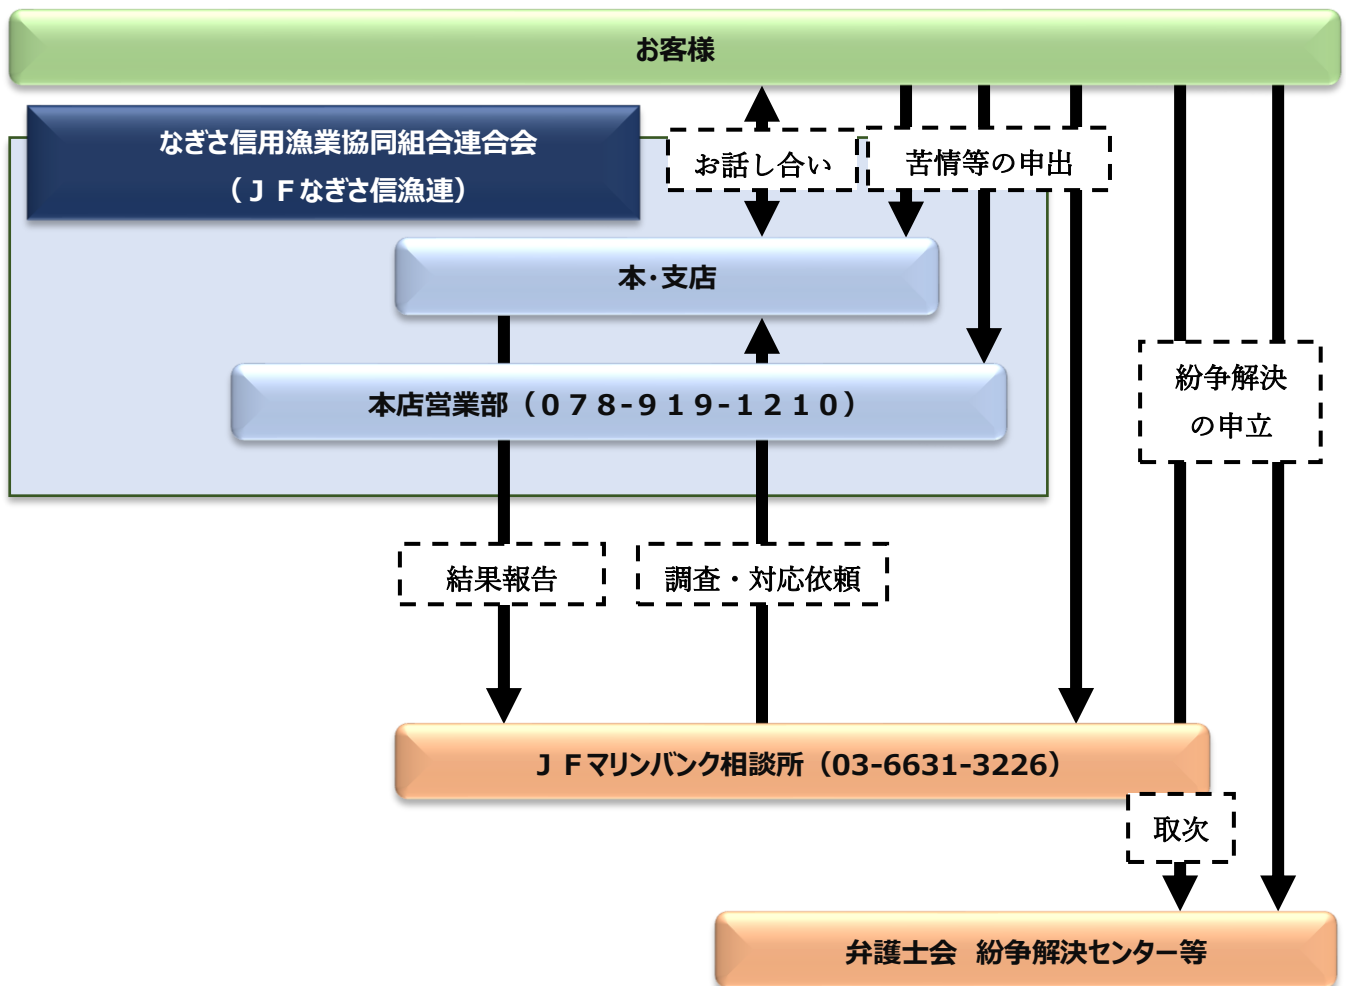 お客様
なぎさ信用漁業協同組合連合会
（ＪＦなぎさ信漁連）
お話し合い
苦情等の申出
本・支店
本店営業部（０７８-９１９-１２１０）
紛争解決
の申立
結果報告
調査・対応依頼
ＪＦマリンバンク相談所（03-6631-3226）
取次
弁護士会　紛争解決センター等